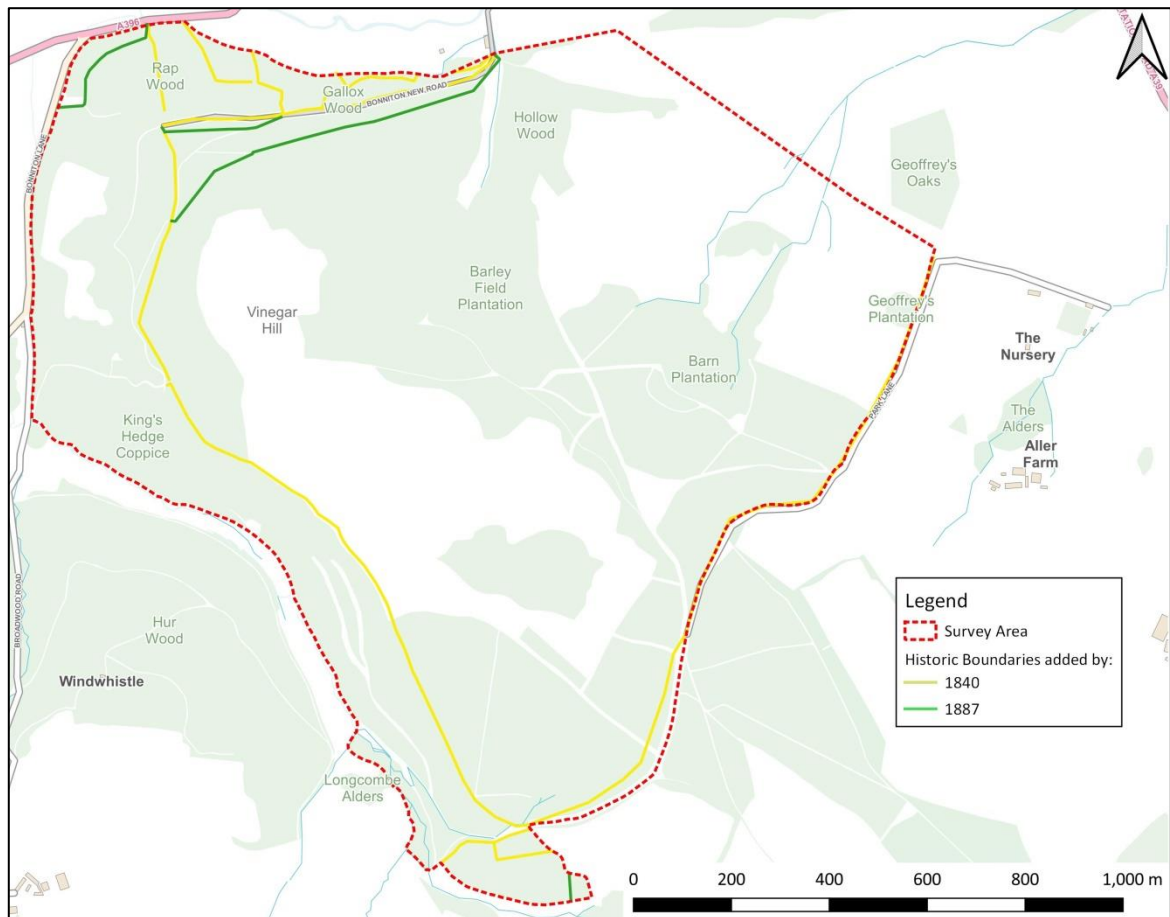 A396
TATION ROAD/A39
Rap
Wood
Gallox
Wood
BONNITON NEW ROAD
Hollow
Wood
BONNITON LANE
Geoffrey's
Oaks
Barley
Field
Plantation
Geoffrey's
Plantation
Vinegar
Hill
The
Nursery
Barn
Plantation
PARK LANE
The
Alders
Aller
Farm
King's
Hedge
Coppice
BROADWOOD ROAD
Hur
Wood
Windwhistle
Longcombe
Alders
Legend
Survey Area
Historic Boundaries added by:
1840
1887
0 200 400 600 800 1,000 m